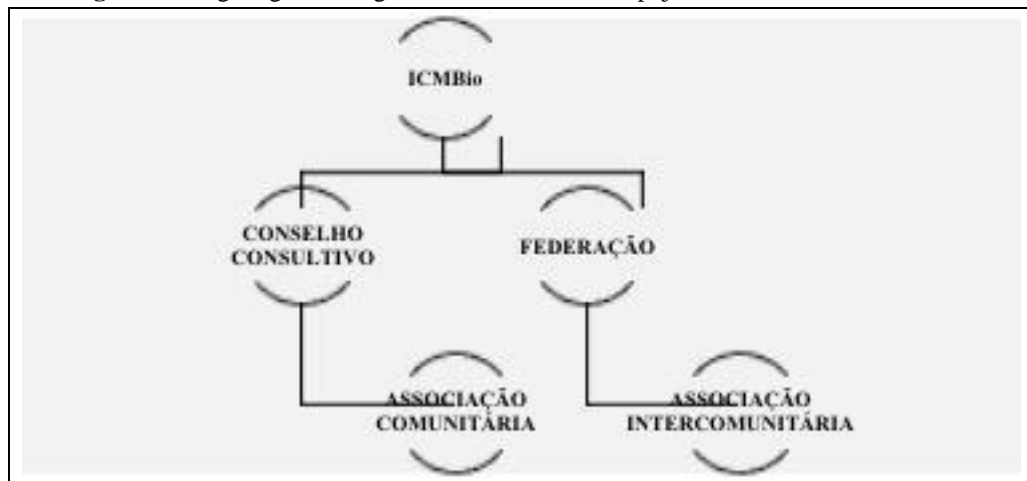 ICMBio
CONSELHO
CONSULTIVO
FEDERAÇÃO
ASSOCIAÇÃO
COMUNITÁRIA
ASSOCIAÇÃO
INTERCOMUNITÁRIA